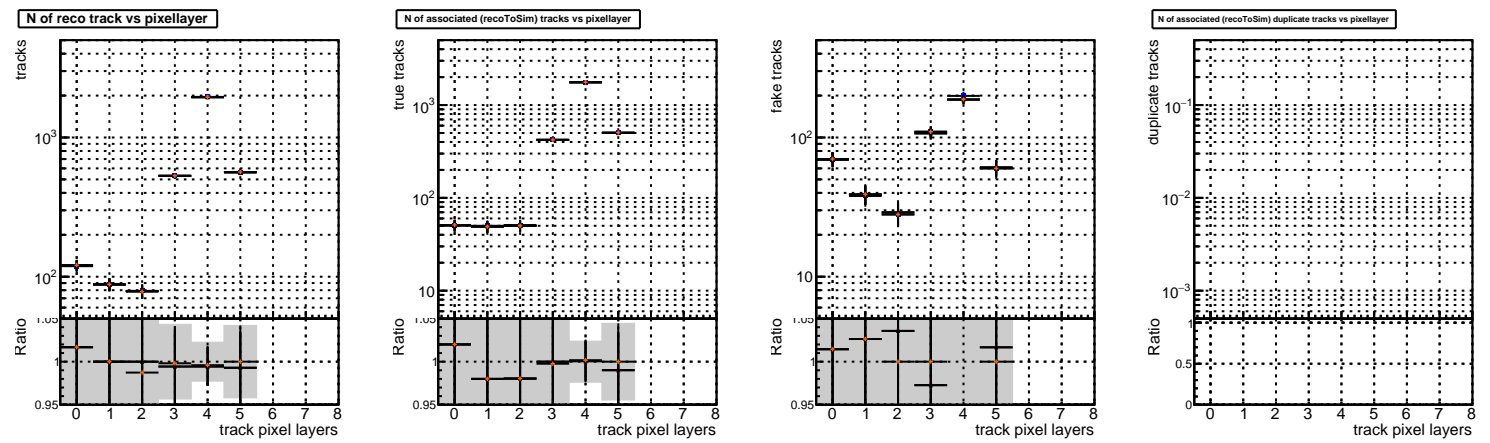 N of reco track vs pixellayer
tracks
10³
10²
Ratio
1.05
1
0.95
0 1 2 3 4 5 6 7 8
track pixel layers
N of associated (recoToSim) tracks vs pixellayer
true tracks
10³
10²
10
Ratio
1.05
1
0.95
0 1 2 3 4 5 6 7 8
track pixel layers
fake tracks
10²
10
Ratio
1.05
1
0.95
0 1 2 3 4 5 6 7 8
track pixel layers
N of associated (recoToSim) duplicate tracks vs pixellayer
duplicate tracks
10⁻¹
10⁻²
10⁻³
Ratio
1
0.5
0
0 1 2 3 4 5 6 7 8
track pixel layers